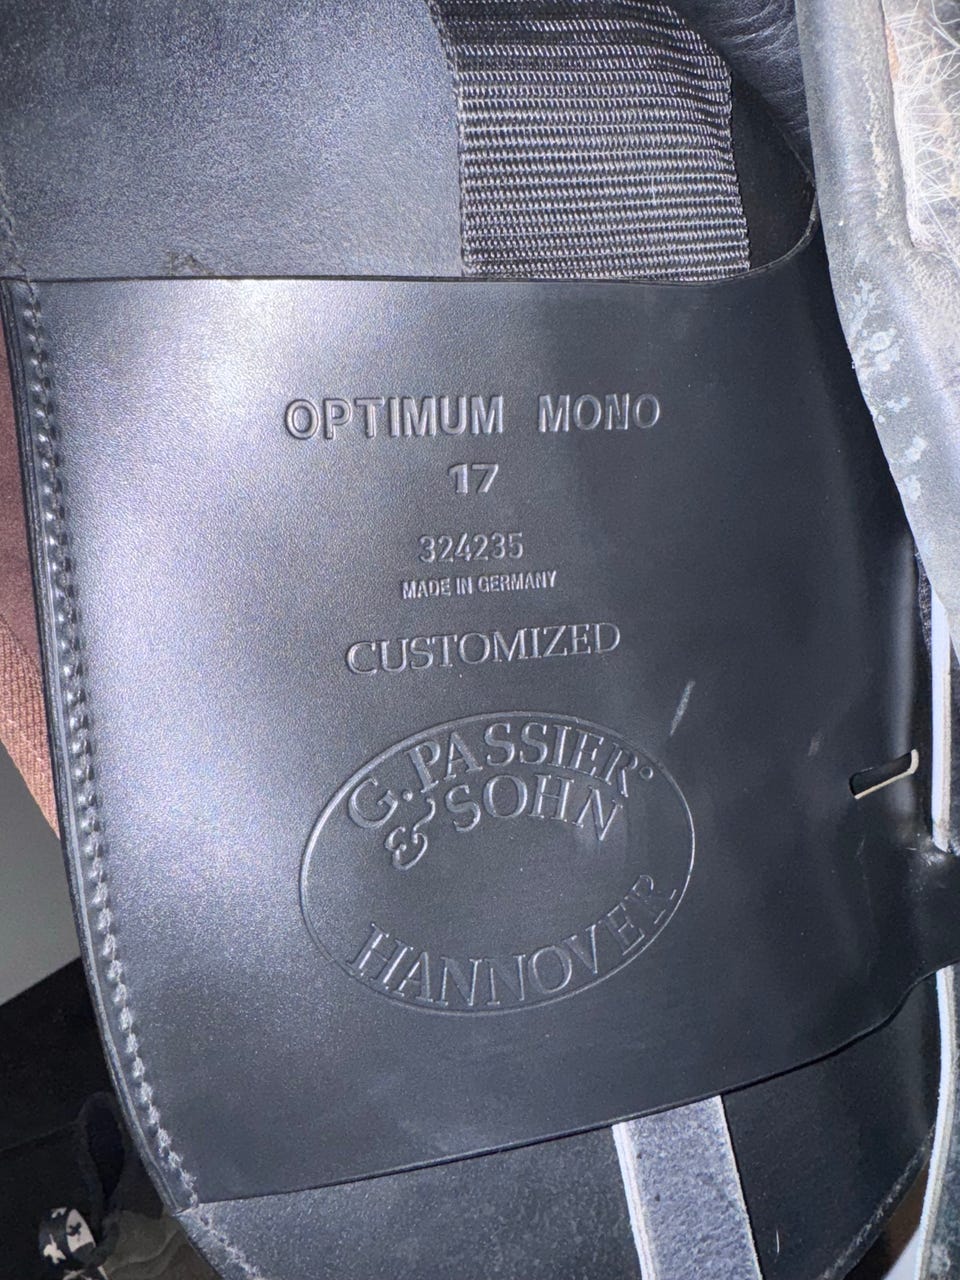 OPTIMUM MONO
17
324235
MADE IN GERMANY
CUSTOMIZED
G. PASSIER
& SOHN
HANNOVER